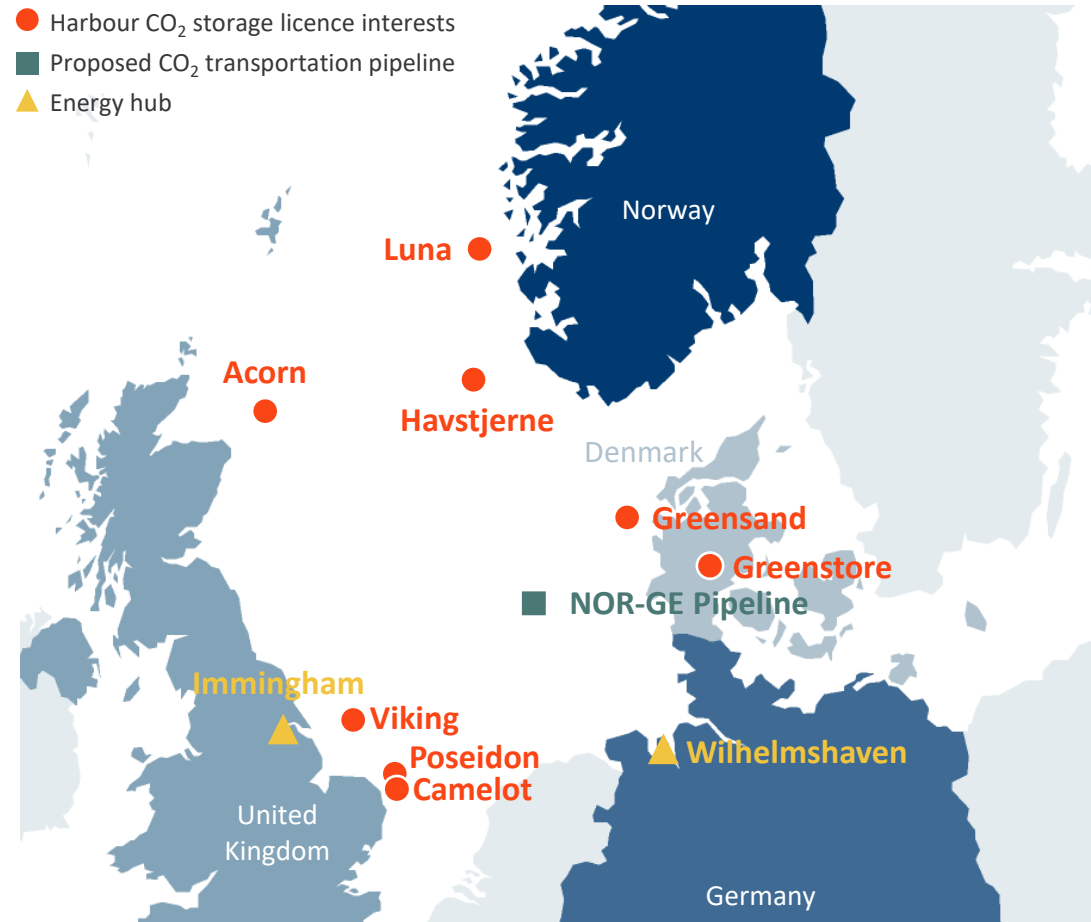 Harbour CO₂ storage licence interests
Proposed CO₂ transportation pipeline
Energy hub
Norway
Luna
Acorn
Havstjerne
Denmark
Greensand
Greenstore
NOR-GE Pipeline
Immingham
Viking
Poseidon
Wilhelmshaven
Camelot
United
Kingdom
Germany